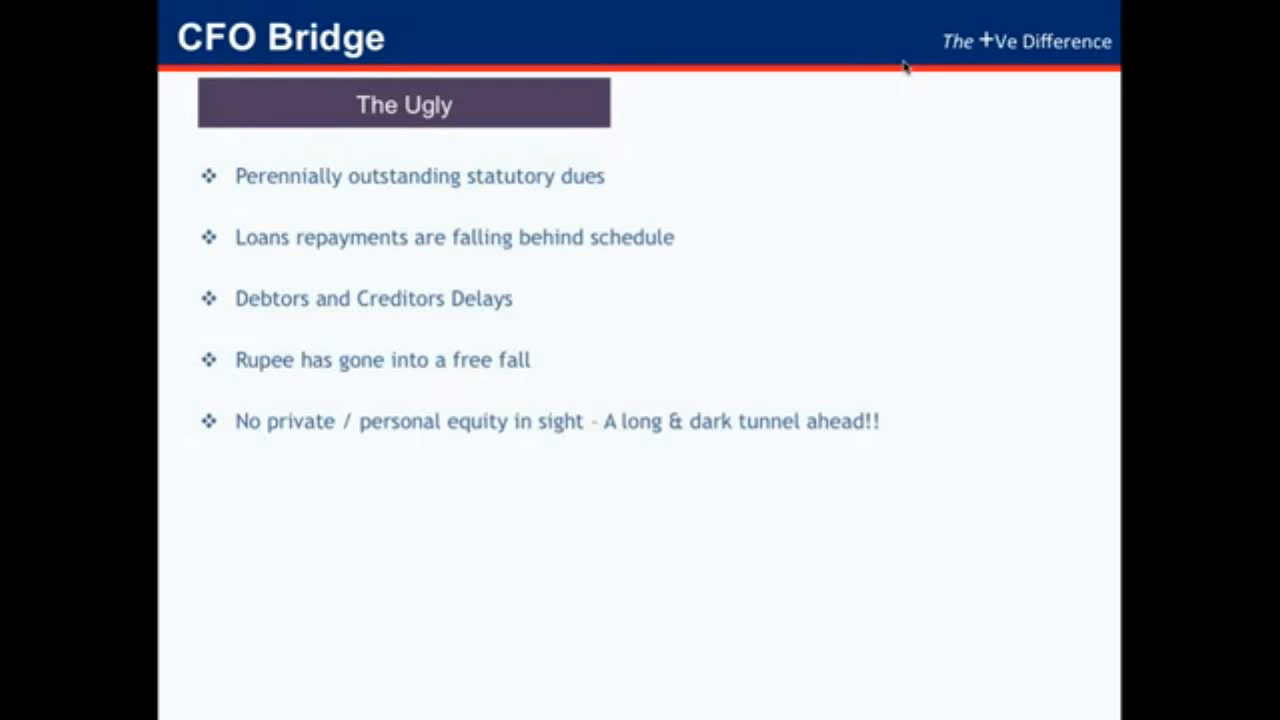 CFO Bridge
The +Ve Difference
The Ugly
❖ Perennially outstanding statutory dues
❖ Loans repayments are falling behind schedule
❖ Debtors and Creditors Delays
❖ Rupee has gone into a free fall
❖ No private / personal equity in sight - A long & dark tunnel ahead!!